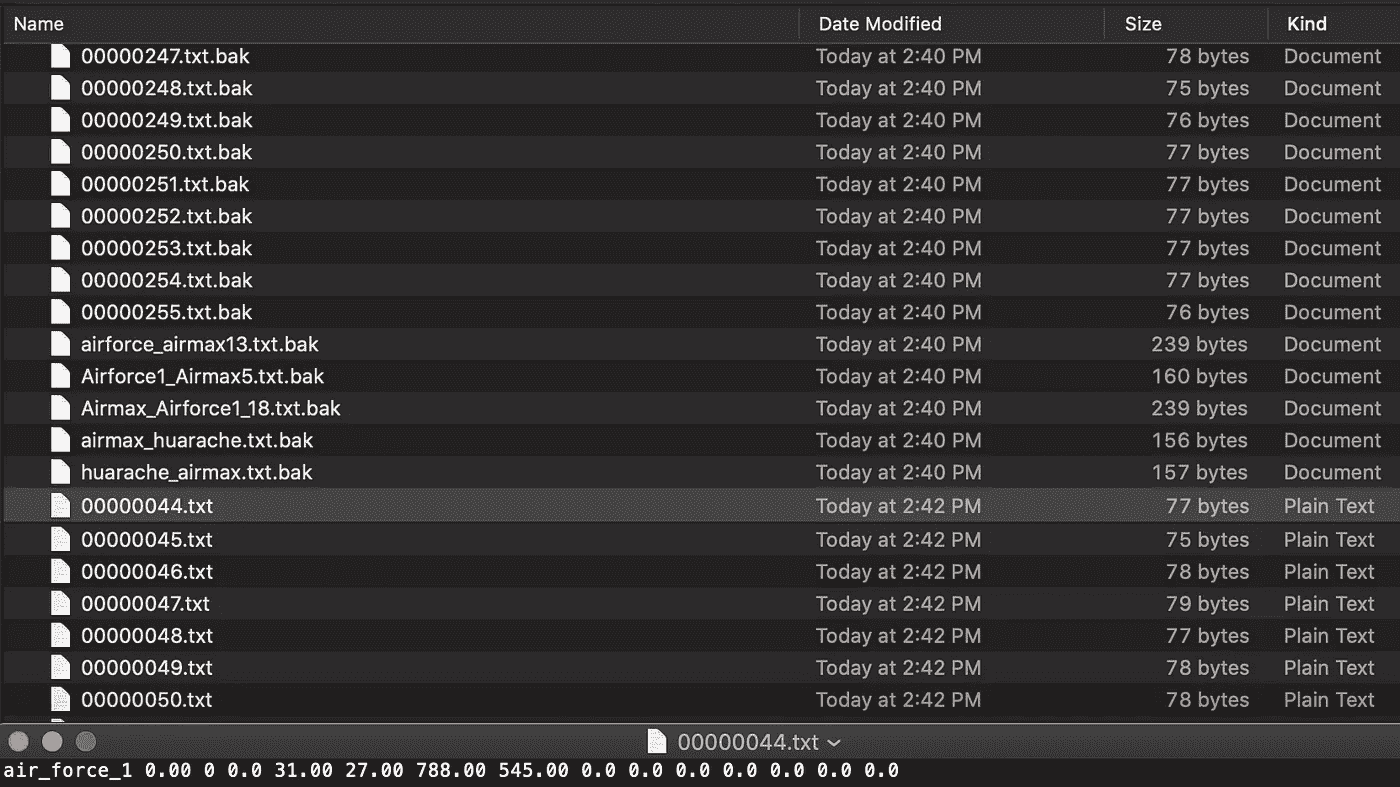 Name Date Modified Size Kind
00000247.txt.bak Today at 2:40 PM 78 bytes Document
00000248.txt.bak Today at 2:40 PM 75 bytes Document
00000249.txt.bak Today at 2:40 PM 76 bytes Document
00000250.txt.bak Today at 2:40 PM 77 bytes Document
00000251.txt.bak Today at 2:40 PM 77 bytes Document
00000252.txt.bak Today at 2:40 PM 77 bytes Document
00000253.txt.bak Today at 2:40 PM 77 bytes Document
00000254.txt.bak Today at 2:40 PM 77 bytes Document
00000255.txt.bak Today at 2:40 PM 76 bytes Document
airforce_airmax13.txt.bak Today at 2:40 PM 239 bytes Document
Airforce1_Airmax5.txt.bak Today at 2:40 PM 160 bytes Document
Airmax_Airforce1_18.txt.bak Today at 2:40 PM 239 bytes Document
airmax_huarache.txt.bak Today at 2:40 PM 156 bytes Document
huarache_airmax.txt.bak Today at 2:40 PM 157 bytes Document
00000044.txt Today at 2:42 PM 77 bytes Plain Text
00000045.txt Today at 2:42 PM 75 bytes Plain Text
00000046.txt Today at 2:42 PM 78 bytes Plain Text
00000047.txt Today at 2:42 PM 79 bytes Plain Text
00000048.txt Today at 2:42 PM 77 bytes Plain Text
00000049.txt Today at 2:42 PM 78 bytes Plain Text
00000050.txt Today at 2:42 PM 78 bytes Plain Text
00000044.txt
air_force_1 0.00 0 0.0 31.00 27.00 788.00 545.00 0.0 0.0 0.0 0.0 0.0 0.0 0.0